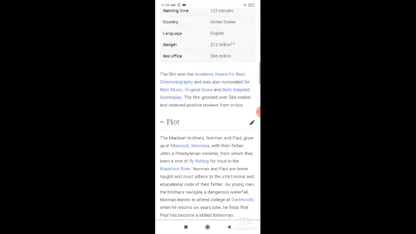 Running time 123 minutes
Country United States
Language English
Budget $12 million
Box office $66 million
The film won the Academy Award for Best
Cinematography and was also nominated for
Best Music, Original Score and Best Adapted
Screenplay. The film grossed over $66 million
and received positive reviews from critics.
Plot
The Maclean brothers, Norman and Paul, grow
up in Missoula, Montana, with their father,
John, a Presbyterian minister, from whom they
learn a love of fly fishing for trout in the
Blackfoot River. Norman and Paul are home
taught and must adhere to the strict moral and
educational code of their father. As young men,
the brothers navigate a dangerous waterfall.
Norman leaves to attend college at Dartmouth;
when he returns six years later, he finds that
Paul has become a skilled fisherman.